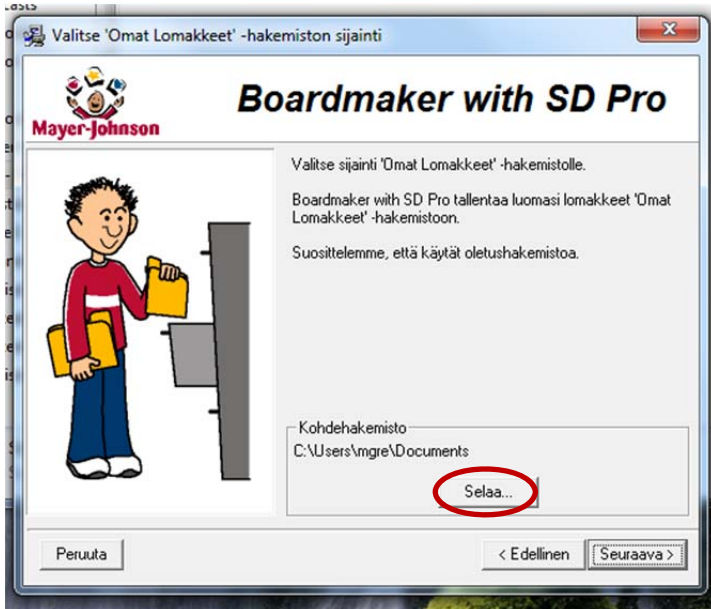 Valitse 'Omat Lomakkeet' -hakemiston sijainti
Mayer-Johnson
Boardmaker with SD Pro
Valitse sijainti 'Omat Lomakkeet' -hakemistolle.
Boardmaker with SD Pro tallentaa luomasi lomakkeet 'Omat
Lomakkeet' -hakemistoon.
Suosittelemme, että käytät oletushakemistoa.
Kohdehakemisto
C:\Users\mgre\Documents
Selaa...
Peruuta
< Edellinen
Seuraava >